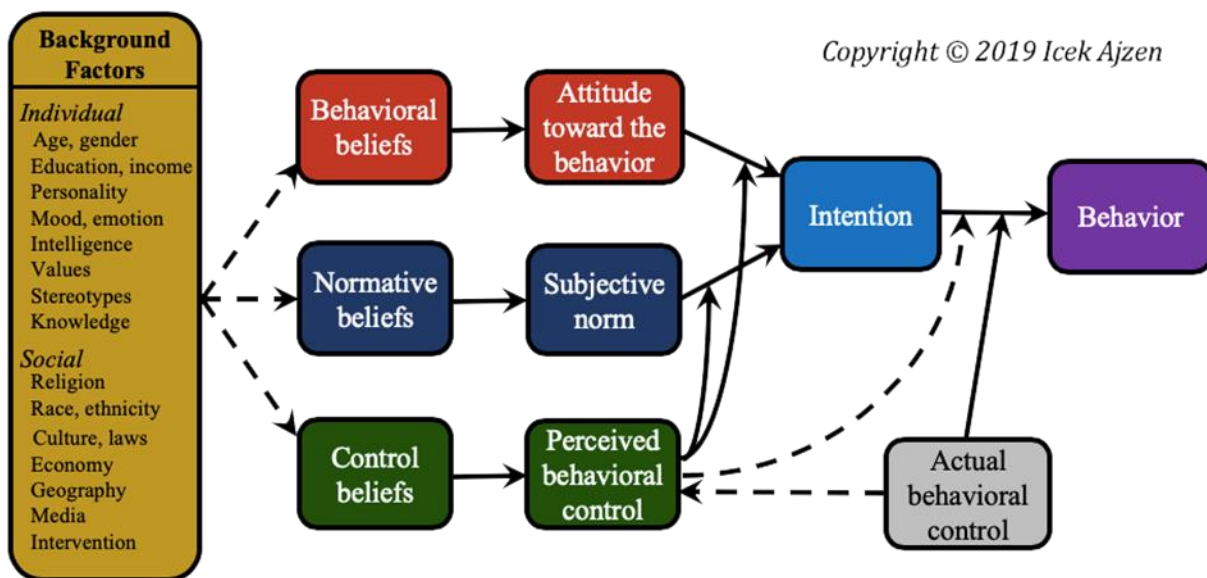 Background
Factors
Individual
Age, gender
Education, income
Personality
Mood, emotion
Intelligence
Values
Stereotypes
Knowledge
Social
Religion
Race, ethnicity
Culture, laws
Economy
Geography
Media
Intervention
Copyright © 2019 Icek Ajzen
Behavioral
beliefs
Attitude
toward the
behavior
Normative
beliefs
Subjective
norm
Control
beliefs
Perceived
behavioral
control
Intention
Behavior
Actual
behavioral
control